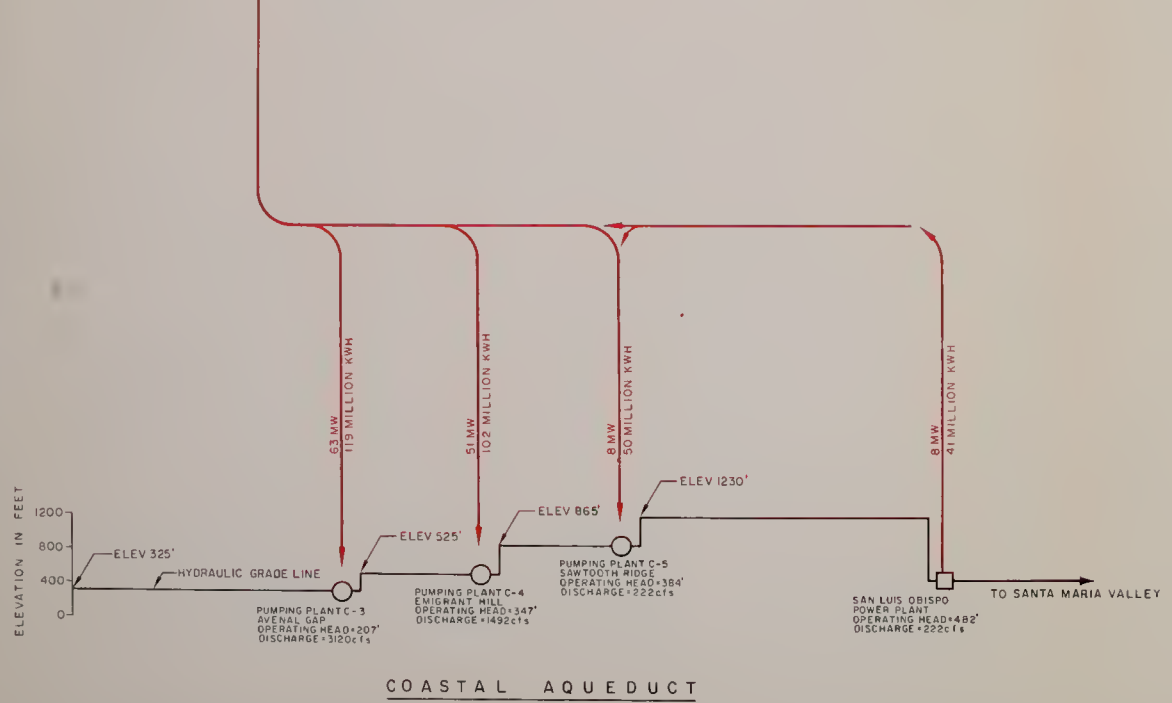 63 MW
119 MILLION KWH
51 MW
102 MILLION KWH
8 MW
50 MILLION KWH
8 MW
41 MILLION KWH
ELEVATION IN FEET
1200
800
400
0
ELEV 325'
HYDRAULIC GRADE LINE
ELEV 525'
ELEV 865'
ELEV 1230'
PUMPING PLANT C-3
AVENAL GAP
OPERATING HEAD=207'
DISCHARGE=3120cfs
PUMPING PLANT C-4
EMIGRANT HILL
OPERATING HEAD=347'
DISCHARGE=1492cfs
PUMPING PLANT C-5
SAWTOOTH RIDGE
OPERATING HEAD=384'
DISCHARGE=222cfs
SAN LUIS OBISPO
POWER PLANT
OPERATING HEAD=482'
DISCHARGE=222cfs
TO SANTA MARIA VALLEY
COASTAL AQUEDUCT